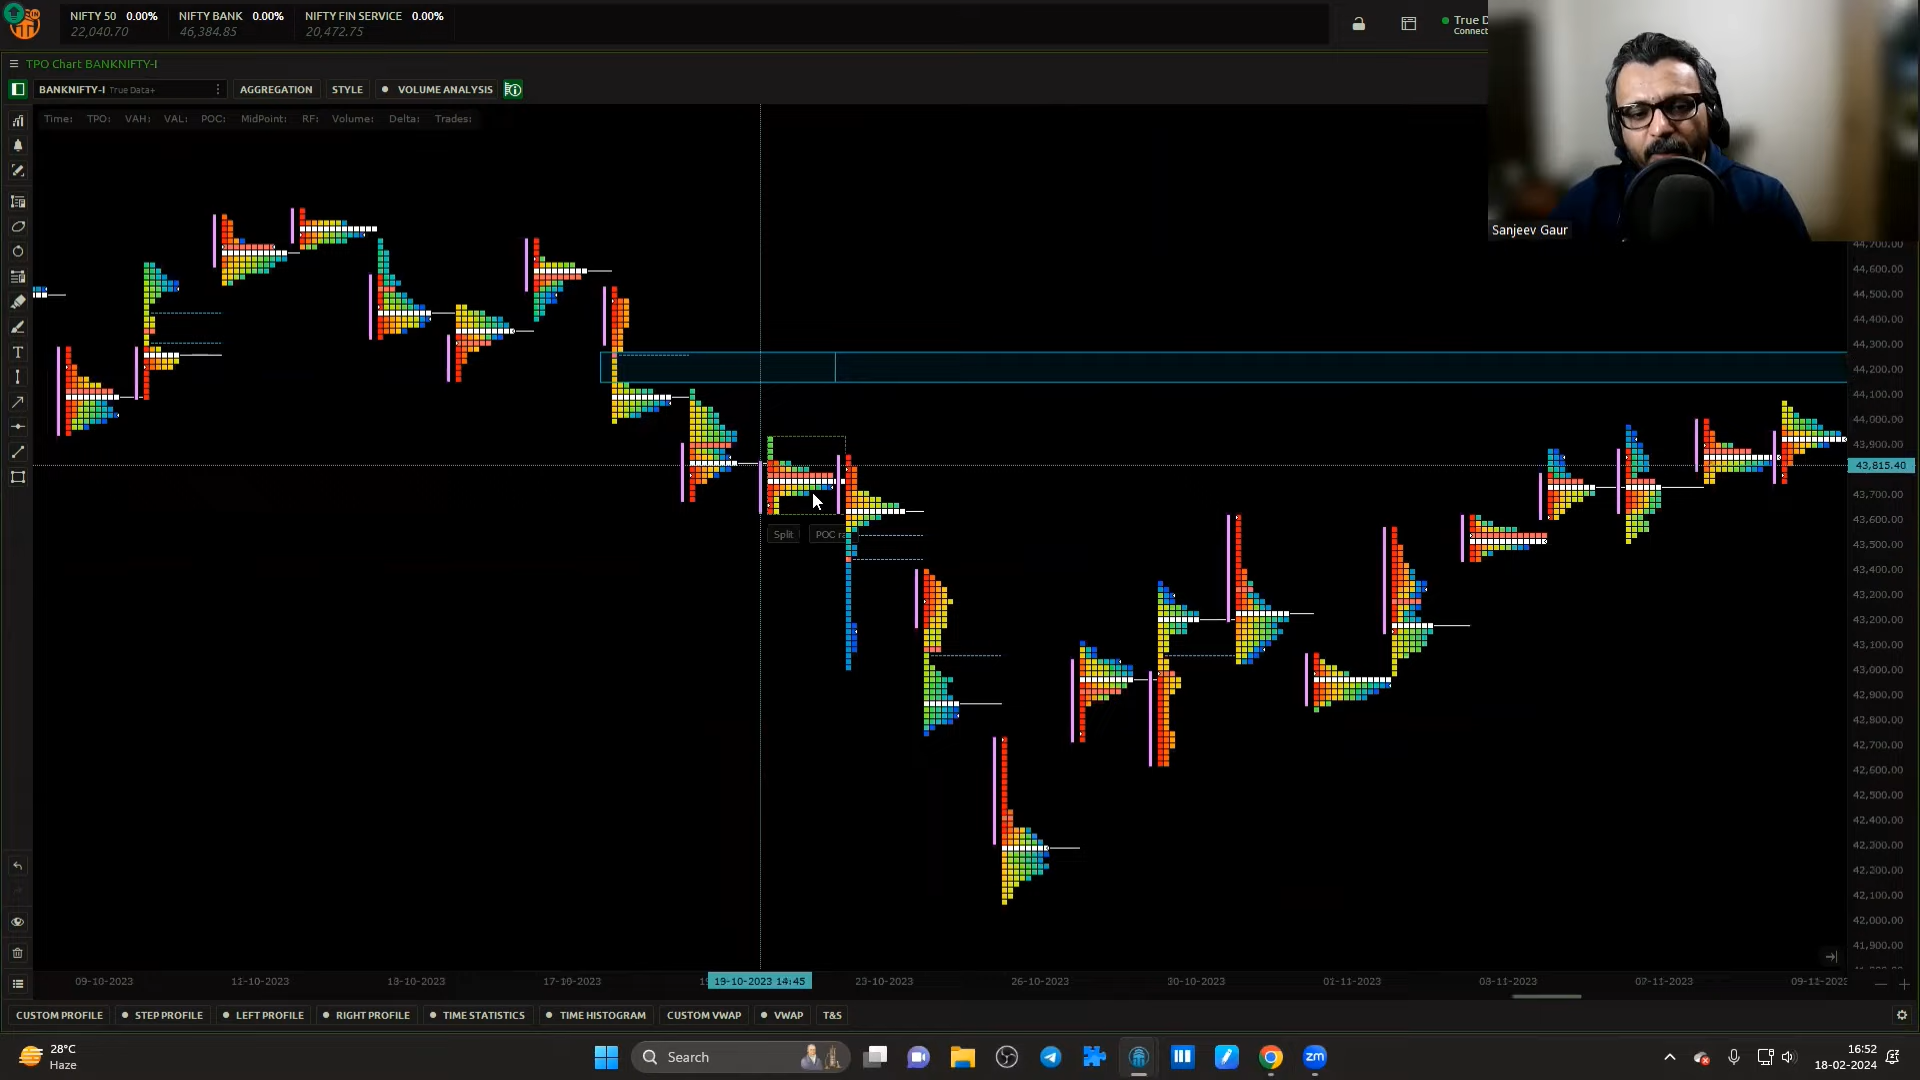 NIFTY 50 0.00% NIFTY BANK 0.00% NIFTY FIN SERVICE 0.00%
22,040.70 46,384.85 20,472.75
True D
Connect
TPO Chart BANKNIFTY-I
BANKNIFTY-I True Data+ AGGREGATION STYLE VOLUME ANALYSIS
Time: TPO: VAH: VAL: POC: MidPoint: RF: Volume: Delta: Trades:
Sanjeev Gaur
44,700.00
44,600.00
44,500.00
44,400.00
44,300.00
44,200.00
44,100.00
44,000.00
43,900.00
43,815.40
43,700.00
43,600.00
43,500.00
43,400.00
43,300.00
43,200.00
43,100.00
43,000.00
42,900.00
42,800.00
42,700.00
42,600.00
42,500.00
42,400.00
42,300.00
42,200.00
42,100.00
42,000.00
41,900.00
Split POC ra
09-10-2023 11-10-2023 13-10-2023 17-10-2023 19-10-2023 14:45 23-10-2023 26-10-2023 30-10-2023 01-11-2023 03-11-2023 07-11-2023
CUSTOM PROFILE STEP PROFILE LEFT PROFILE RIGHT PROFILE TIME STATISTICS TIME HISTOGRAM CUSTOM VWAP VWAP T&S
28°C
Haze
Search
zm
16:52
18-02-2024